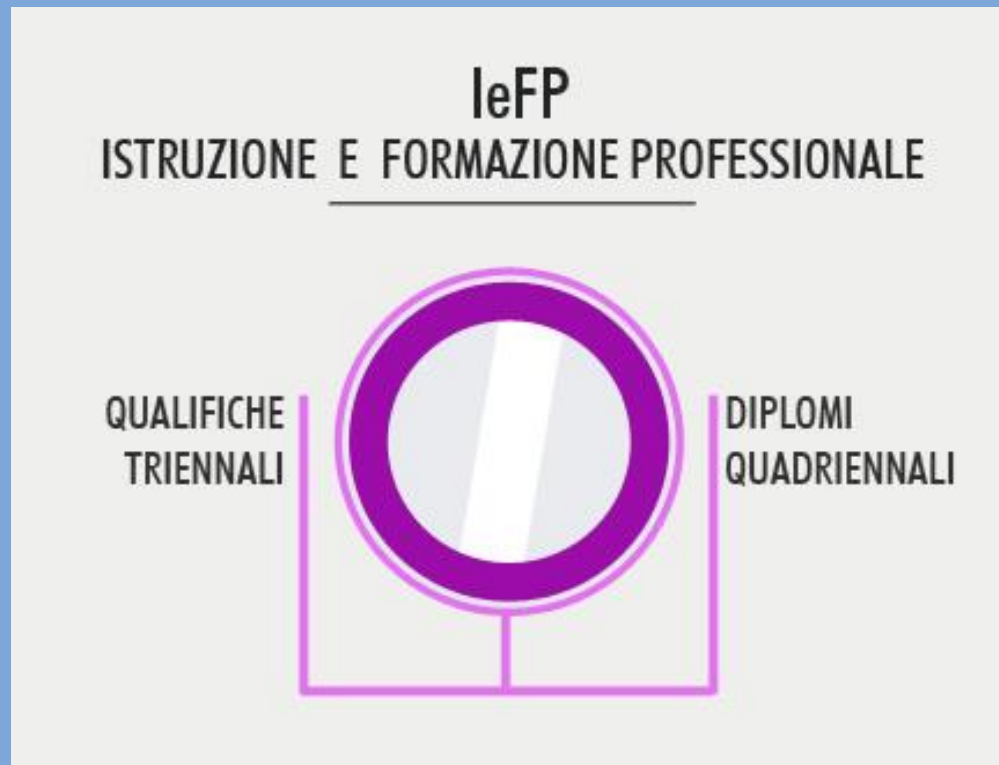 IeFP
ISTRUZIONE E FORMAZIONE PROFESSIONALE
QUALIFICHE
TRIENNALI
DIPLOMI
QUADRIENNALI